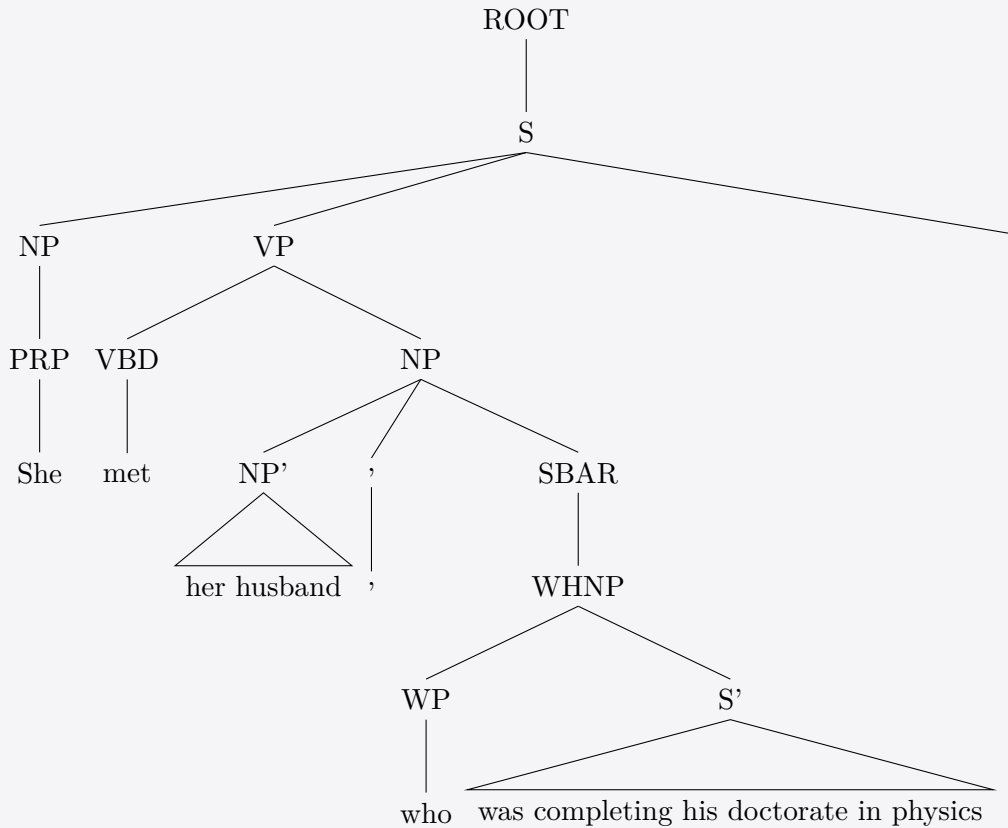 ROOT
S
NP VP
PRP VBD NP
She met NP’ , SBAR
her husband , WHNP
WP S’
who was completing his doctorate in physics